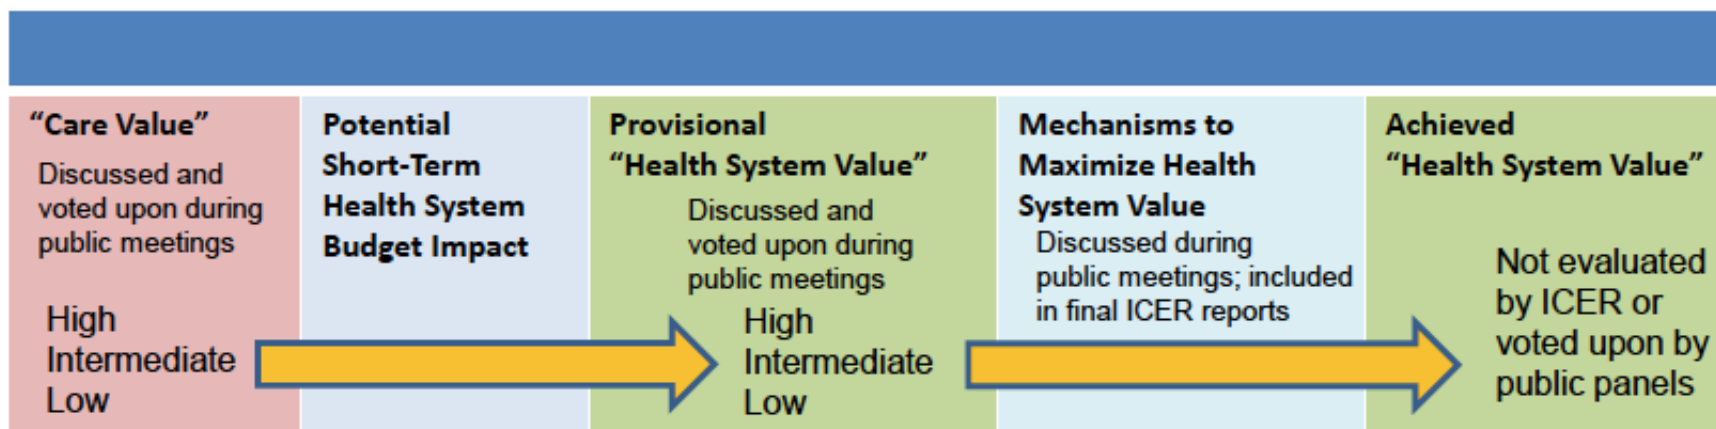 “Care Value”
Discussed and
voted upon during
public meetings
High
Intermediate
Low
Potential
Short-Term
Health System
Budget Impact
Provisional
“Health System Value”
Discussed and
voted upon during
public meetings
High
Intermediate
Low
Mechanisms to
Maximize Health
System Value
Discussed during
public meetings; included
in final ICER reports
Achieved
“Health System Value”
Not evaluated
by ICER or
voted upon by
public panels